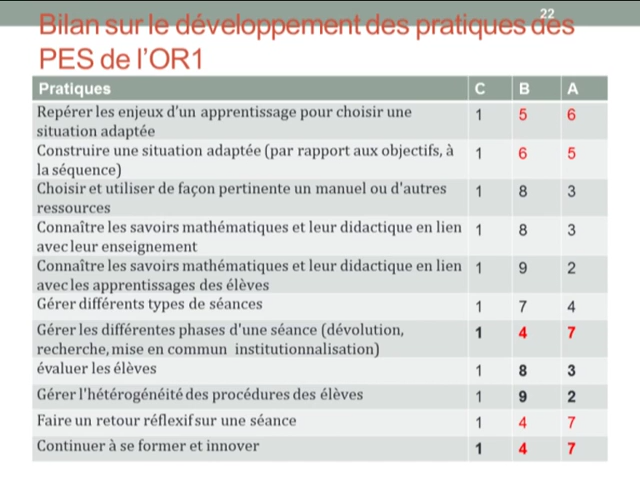 22
Bilan sur le développement des pratiques des
PES de l'OR1
Pratiques C B A
Repérer les enjeux d'un apprentissage pour choisir une 1 5 6
situation adaptée
Construire une situation adaptée (par rapport aux objectifs, à 1 6 5
la séquence)
Choisir et utiliser de façon pertinente un manuel ou d'autres 1 8 3
ressources
Connaître les savoirs mathématiques et leur didactique en lien 1 8 3
avec leur enseignement
Connaître les savoirs mathématiques et leur didactique en lien 1 9 2
avec les apprentissages des élèves
Gérer différents types de séances 1 7 4
Gérer les différentes phases d'une séance (dévolution, 1 4 7
recherche, mise en commun institutionnalisation)
évaluer les élèves 1 8 3
Gérer l'hétérogénéité des procédures des élèves 1 9 2
Faire un retour réflexif sur une séance 1 4 7
Continuer à se former et innover 1 4 7